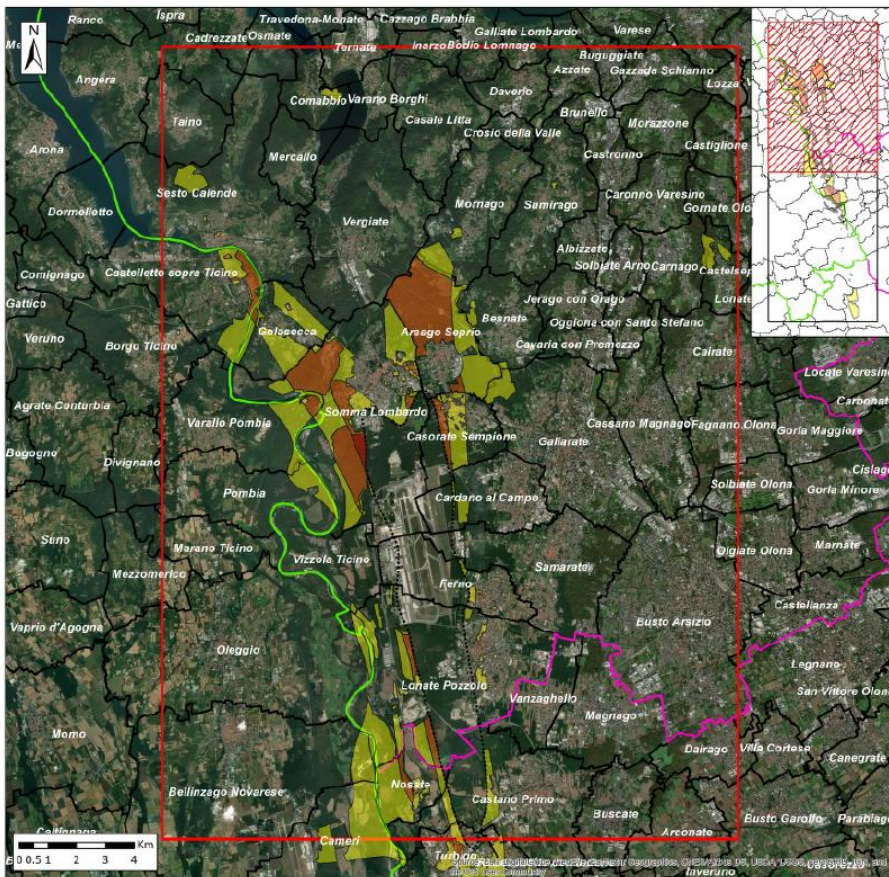 Ranco
Ispra
Travedona-Monate
Cazzago Brabbia
Cadrezzate
Osmate
Ternate
Inarzo
Bodio Lomnago
Galliate Lombardo
Varese
Buguggiate
N
Angera
Comabbio
Varano Borghi
Daverio
Azzate
Gazzada Schianno
Lozza
Taino
Casale Litta
Crosio della Valle
Brunello
Morazzone
Arona
Mercallo
Castronno
Castiglione
Sesto Calende
Mornago
Sumirago
Caronno Varesino
Gornate Olo
Dormelletto
Vergiate
Albizzate
Comignago
Castelletto sopra Ticino
Solbiate Arno
Carnago
Castelsep
Gattico
Golasecca
Arsago Seprio
Besnate
Jerago con Orago
Lonate
Veruno
Borgo Ticino
Oggiona con Santo Stefano
Cavaria con Premezzo
Cairate
Locate Varesino
Agrate Conturbia
Varallo Pombia
Somma Lombardo
Casorate Sempione
Gallarate
Cassano Magnago
Fagnano Olona
Gorla Maggiore
Carbonat
Bogogno
Divignano
Cislago
Pombia
Cardano al Campo
Solbiate Olona
Gorla Minore
Suno
Marano Ticino
Mezzomerico
Vizzola Ticino
Ferno
Samarate
Olgiate Olona
Marnate
Vaprio d'Agogna
Oleggio
Busto Arsizio
Castellanza
Legnano
Lonate Pozzolo
Vanzaghello
Magnago
San Vittore Olon
Momo
Dairago
Villa Cortese
Canegrate
Bellinzago Novarese
Nosate
Castano Primo
Buscate
Arconate
Busto Garolfo
Parabiago
Caltignaga
Cameri
Turbigo
Inveruno
Casorezzo
0 0.5 1 2 3 4 Km